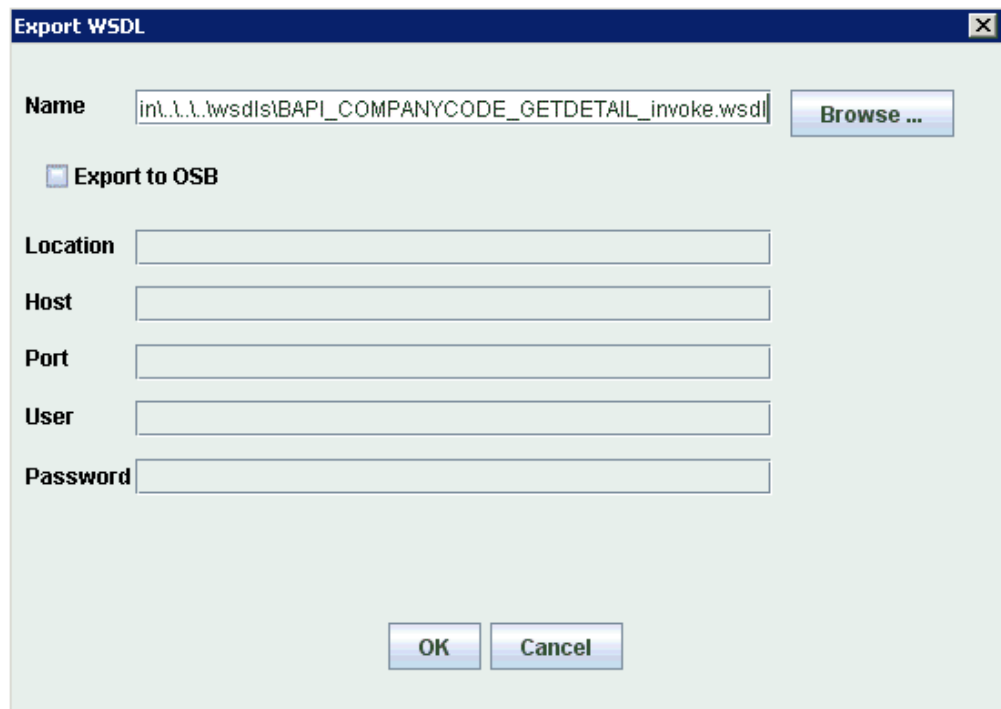 Export WSDL
Name in\..\..\..\wsdls\BAPI_COMPANYCODE_GETDETAIL_invoke.wsdl Browse ...
Export to OSB
Location
Host
Port
User
Password
OK Cancel